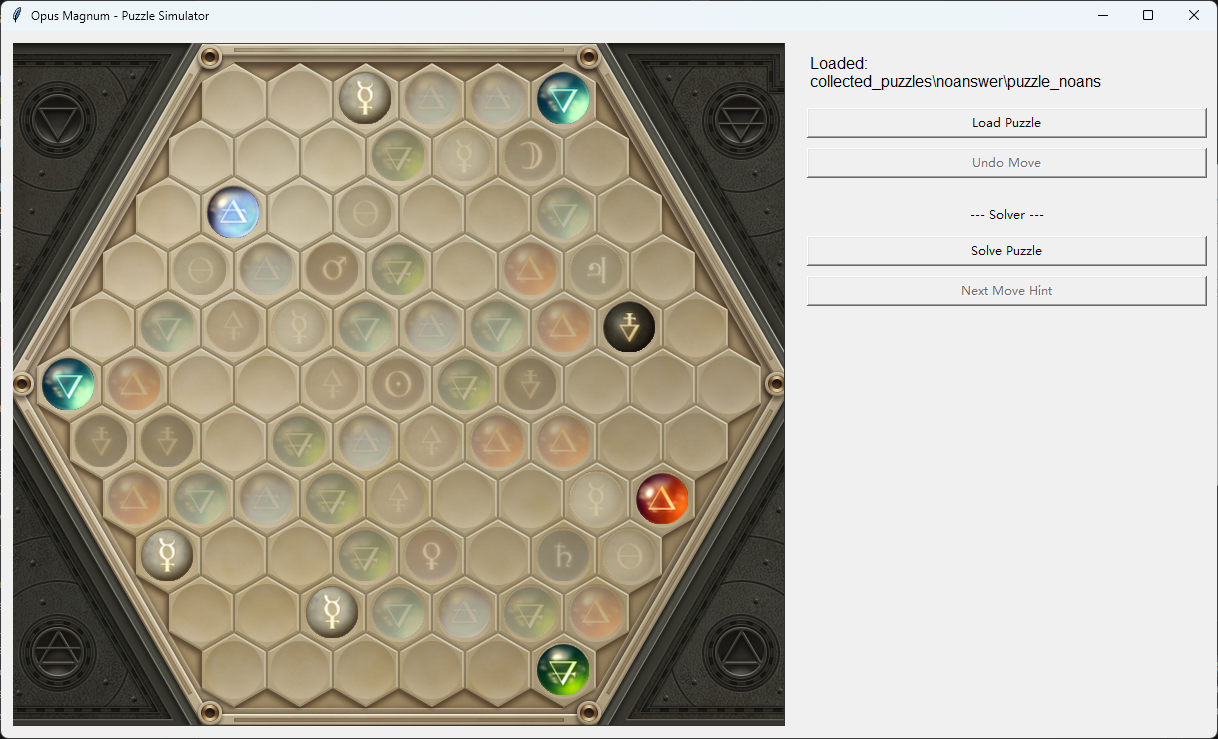 Opus Magnum - Puzzle Simulator
Loaded:
collected_puzzles\noanswer\puzzle_noans
Load Puzzle
Undo Move
--- Solver ---
Solve Puzzle
Next Move Hint